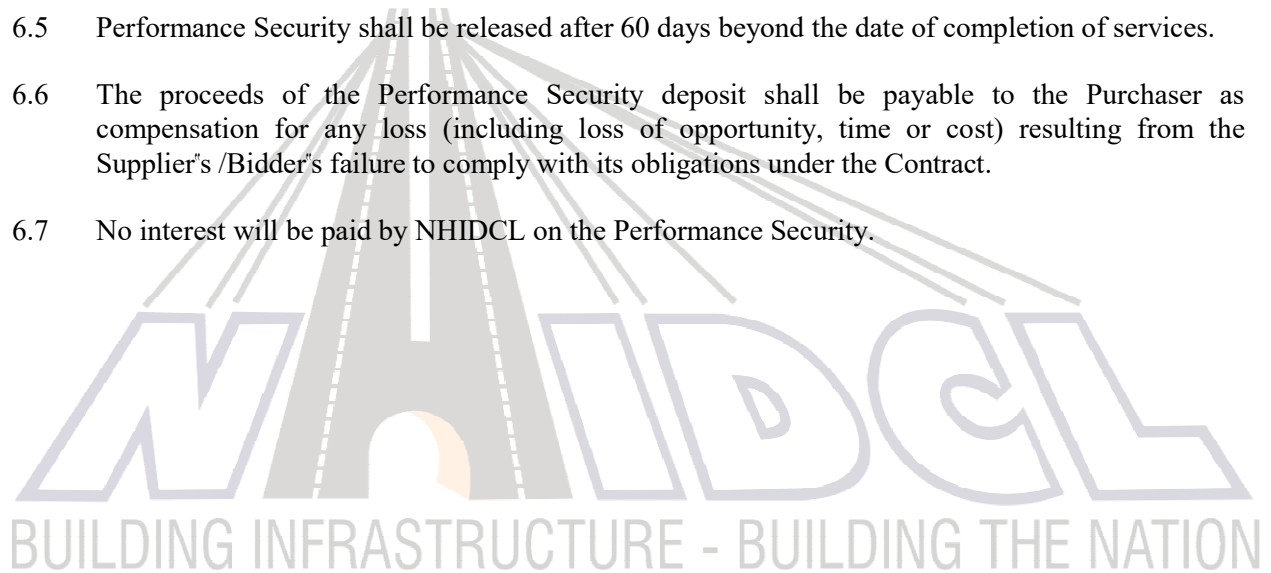 6.5 Performance Security shall be released after 60 days beyond the date of completion of services.
6.6 The proceeds of the Performance Security deposit shall be payable to the Purchaser as
compensation for any loss (including loss of opportunity, time or cost) resulting from the
Supplier‟s /Bidder‟s failure to comply with its obligations under the Contract.
6.7 No interest will be paid by NHIDCL on the Performance Security.
NHIDCL
BUILDING INFRASTRUCTURE - BUILDING THE NATION